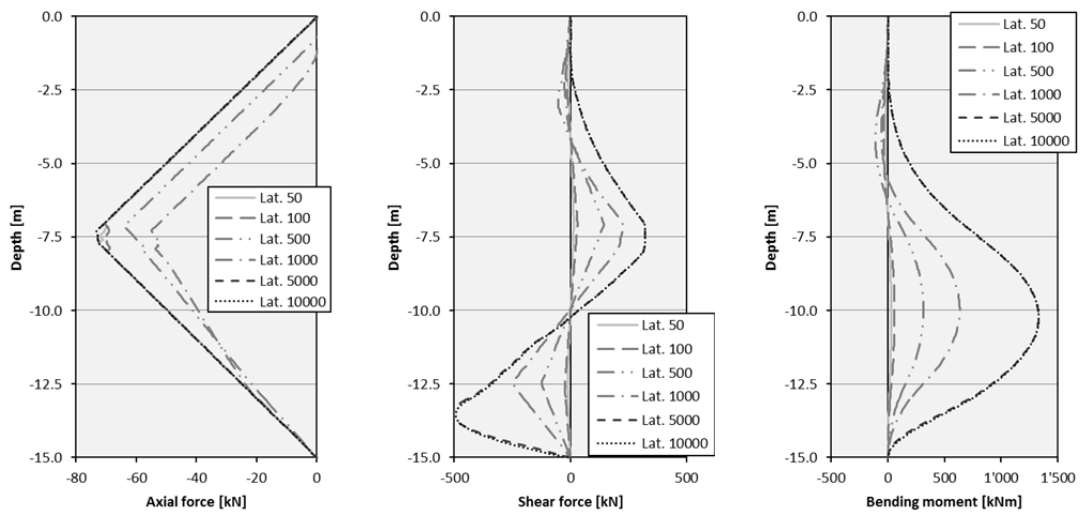 0.0
-2.5
-5.0
-7.5
-10.0
-12.5
-15.0
Depth [m]
-80
-60
-40
-20
-0
Axial force [kN]
Lat. 50
Lat. 100
Lat. 500
Lat. 1000
Lat. 5000
Lat. 10000
0.0
-2.5
-5.0
-7.5
-10.0
-12.5
-15.0
Depth [m]
-500
0
500
Shear force [kN]
Lat. 50
Lat. 100
Lat. 500
Lat. 1000
Lat. 5000
Lat. 10000
0.0
-2.5
-5.0
-7.5
-10.0
-12.5
-15.0
Depth [m]
-500
0
500
1'000
1'500
Bending moment [kNm]
Lat. 50
Lat. 100
Lat. 500
Lat. 1000
Lat. 5000
Lat. 10000